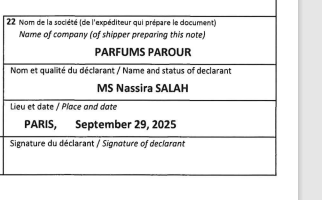 22 Nom de la société (de l'expéditeur qui prépare le document)
Name of company (of shipper preparing this note)
PARFUMS PAROUR
Nom et qualité du déclarant / Name and status of declarant
MS Nassira SALAH
Lieu et date / Place and date
PARIS, September 29, 2025
Signature du déclarant / Signature of declarant